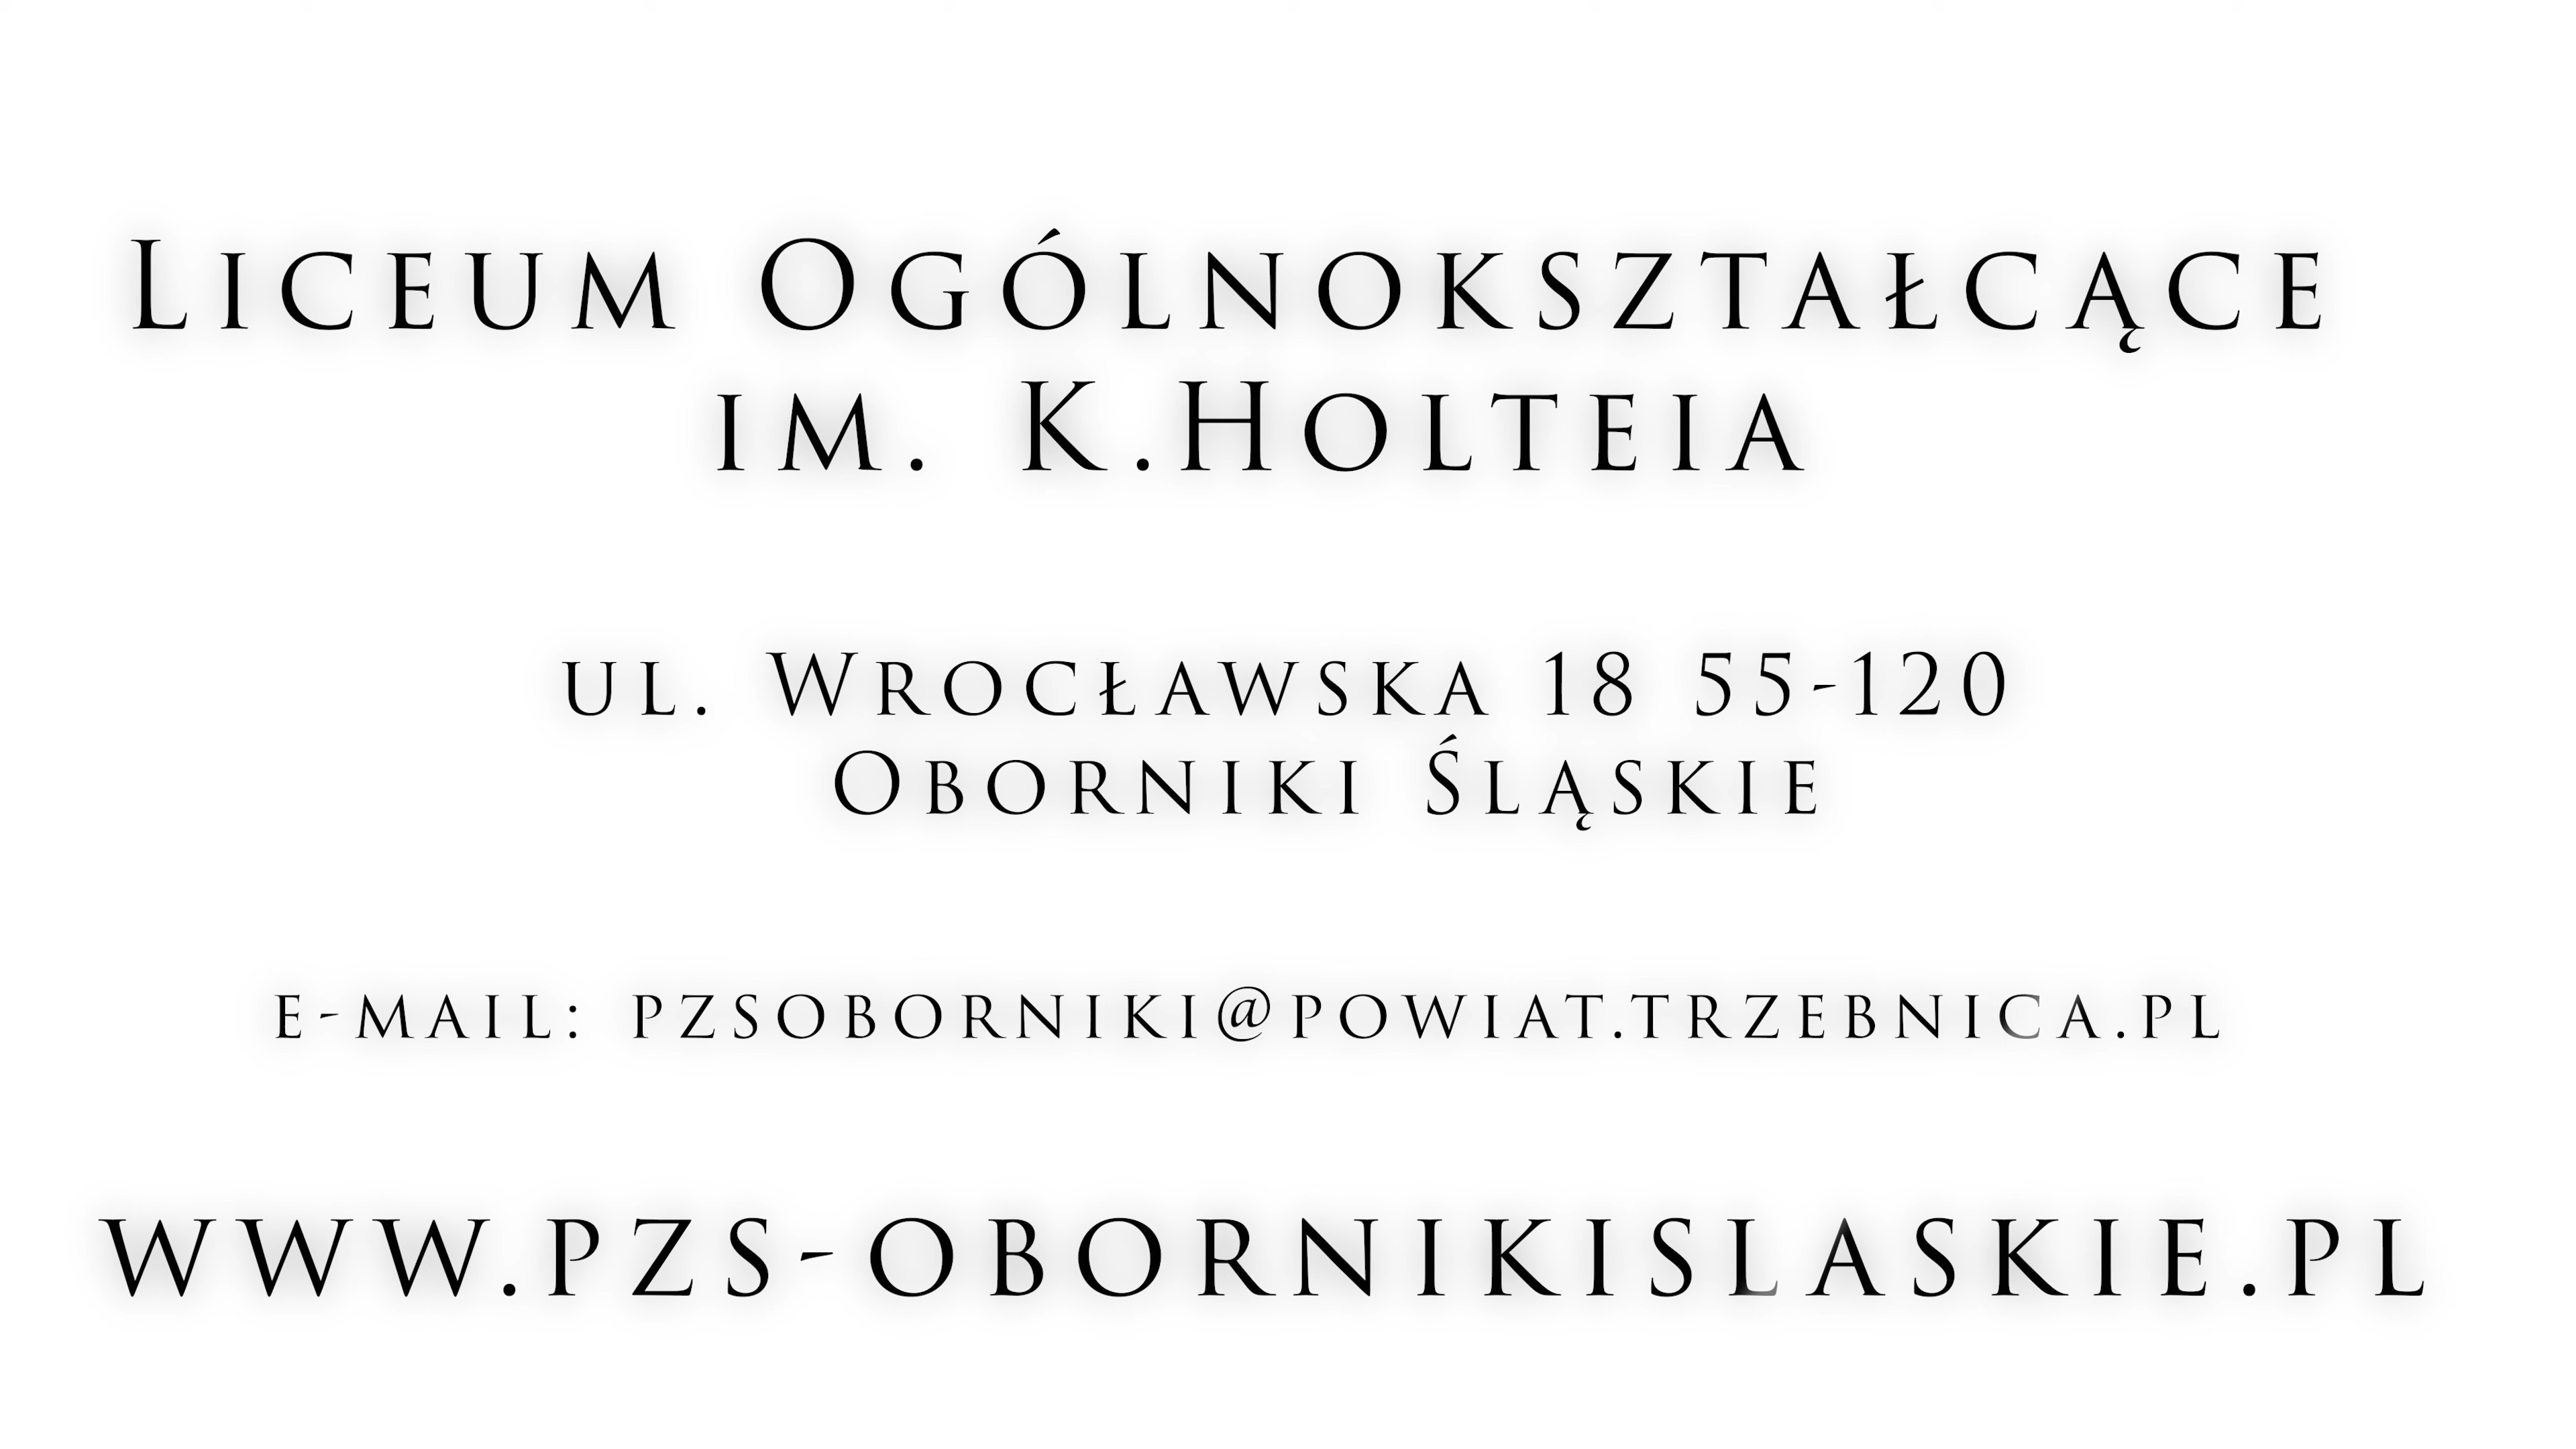 Liceum Ogólnokształcące
im. K.Holteia
ul. Wrocławska 18 55-120
Oborniki Śląskie
e-mail: pzsoborniki@powiat.trzebnica.pl
www.pzs-obornikislaskie.pl